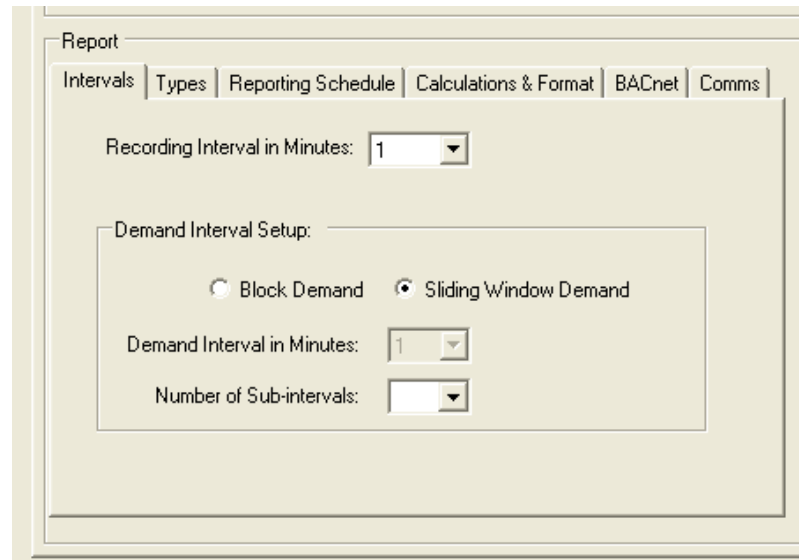 Report
Intervals Types Reporting Schedule Calculations & Format BACnet Comms
Recording Interval in Minutes: 1
Demand Interval Setup:
Block Demand Sliding Window Demand
Demand Interval in Minutes: 1
Number of Sub-intervals: